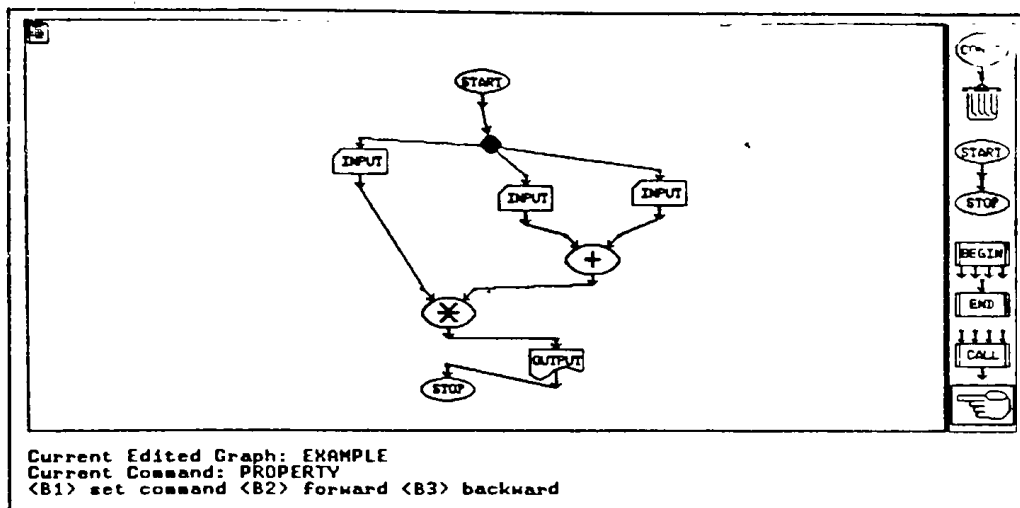 START
INPUT
INPUT
INPUT
+
*
OUTPUT
STOP
START
STOP
BEGIN
END
CALL
Current Edited Graph: EXAMPLE
Current Command: PROPERTY
<B1> set command <B2> forward <B3> backward